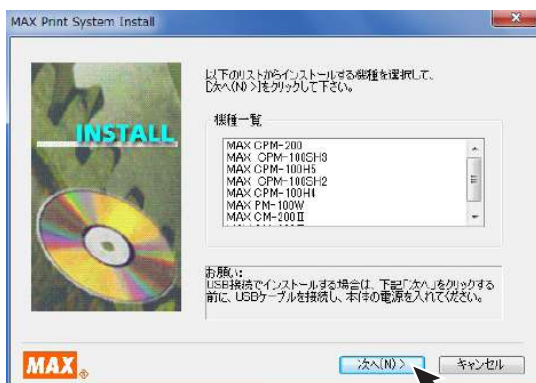 MAX Print System Install
以下のリストからインストールする機種を選択して、
[次へ(N) >]をクリックして下さい。
INSTALL
機種一覧
MAX CPM-200
MAX CPM-100SH3
MAX CPM-100H5
MAX CPM-100SH2
MAX CPM-100H4
MAX PM-100W
MAX CM-200Ⅱ
お願い:
USB接続でインストールする場合は、下記「次へ」をクリックする
前に、USBケーブルを接続し、本体の電源を入れてください。
MAX®
次へ(N) >
キャンセル